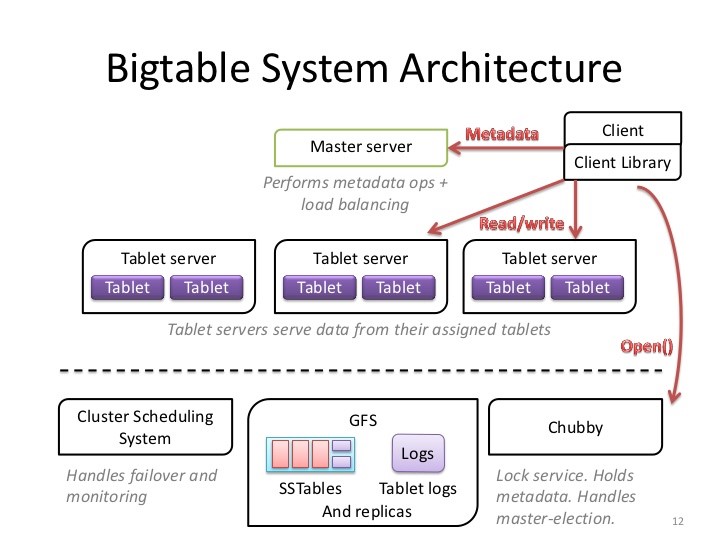 Bigtable System Architecture
Client
Metadata
Master server
Client Library
Performs metadata ops +
load balancing
Read/write
Tablet server
Tablet Tablet
Tablet server
Tablet Tablet
Tablet server
Tablet Tablet
Tablet servers serve data from their assigned tablets
Open()
Cluster Scheduling
System
Handles failover and
monitoring
GFS
Logs
SSTables Tablet logs
And replicas
Chubby
Lock service. Holds
metadata. Handles
master-election.
12